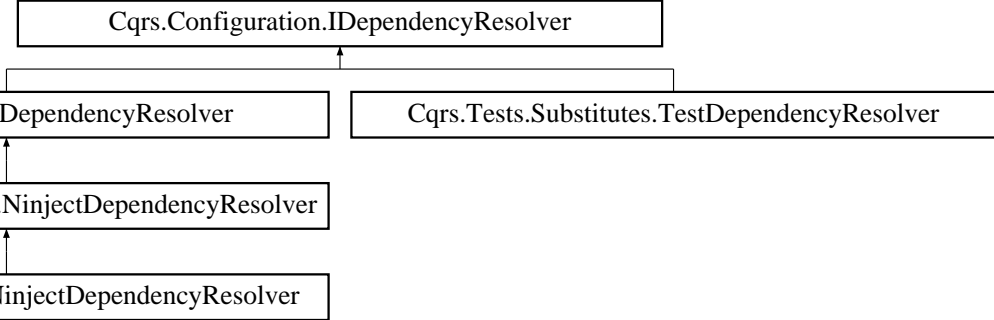 Cqrs.Configuration.IDependencyResolver
DependencyResolver
Cqrs.Tests.Substitutes.TestDependencyResolver
.NinjectDependencyResolver
NinjectDependencyResolver